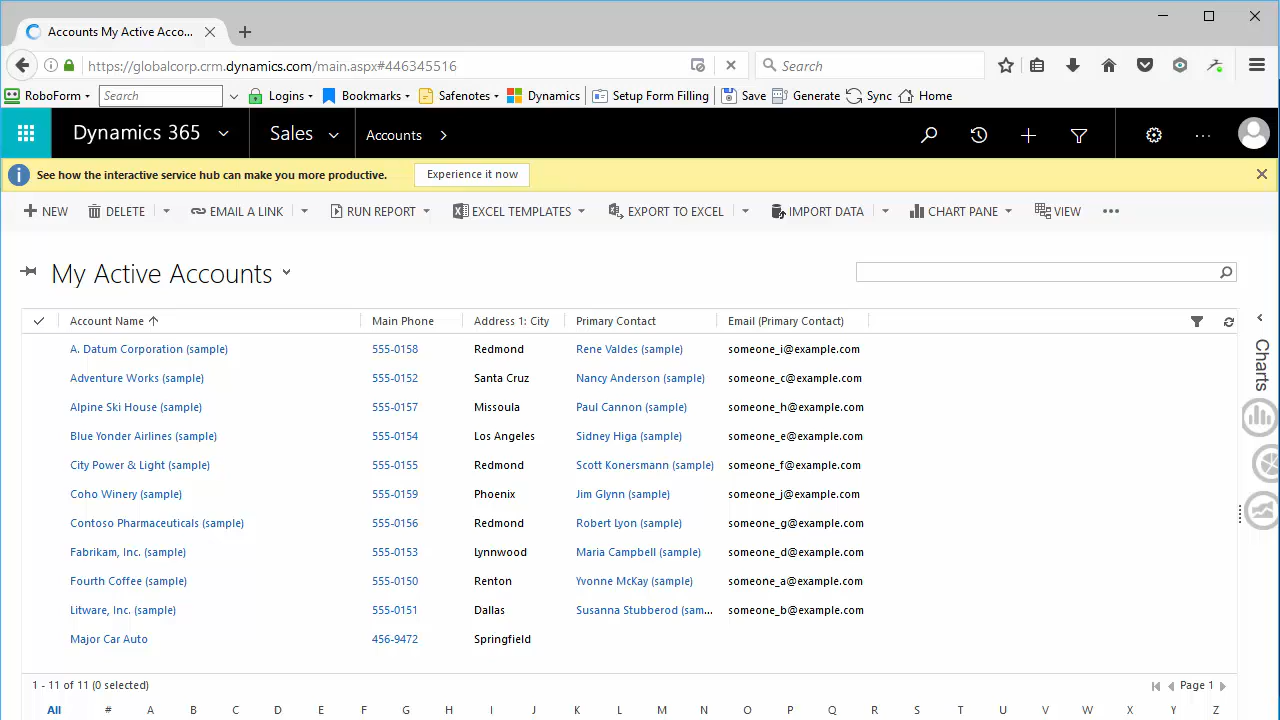 Accounts My Active Acco...
https://globalcorp.crm.dynamics.com/main.aspx#446345516
Search
RoboForm Search Logins Bookmarks Safenotes Dynamics Setup Form Filling Save Generate Sync Home
Dynamics 365 Sales Accounts
See how the interactive service hub can make you more productive. Experience it now
NEW DELETE EMAIL A LINK RUN REPORT EXCEL TEMPLATES EXPORT TO EXCEL IMPORT DATA CHART PANE VIEW
My Active Accounts
Account Name Main Phone Address 1: City Primary Contact Email (Primary Contact)
A. Datum Corporation (sample) 555-0158 Redmond Rene Valdes (sample) someone_i@example.com
Adventure Works (sample) 555-0152 Santa Cruz Nancy Anderson (sample) someone_c@example.com
Alpine Ski House (sample) 555-0157 Missoula Paul Cannon (sample) someone_h@example.com
Blue Yonder Airlines (sample) 555-0154 Los Angeles Sidney Higa (sample) someone_e@example.com
City Power & Light (sample) 555-0155 Redmond Scott Konersmann (sample) someone_f@example.com
Coho Winery (sample) 555-0159 Phoenix Jim Glynn (sample) someone_j@example.com
Contoso Pharmaceuticals (sample) 555-0156 Redmond Robert Lyon (sample) someone_g@example.com
Fabrikam, Inc. (sample) 555-0153 Lynnwood Maria Campbell (sample) someone_d@example.com
Fourth Coffee (sample) 555-0150 Renton Yvonne McKay (sample) someone_a@example.com
Litware, Inc. (sample) 555-0151 Dallas Susanna Stubberod (sam... someone_b@example.com
Major Car Auto 456-9472 Springfield
Charts
1 - 11 of 11 (0 selected) Page 1
All # A B C D E F G H I J K L M N O P Q R S T U V W X Y Z